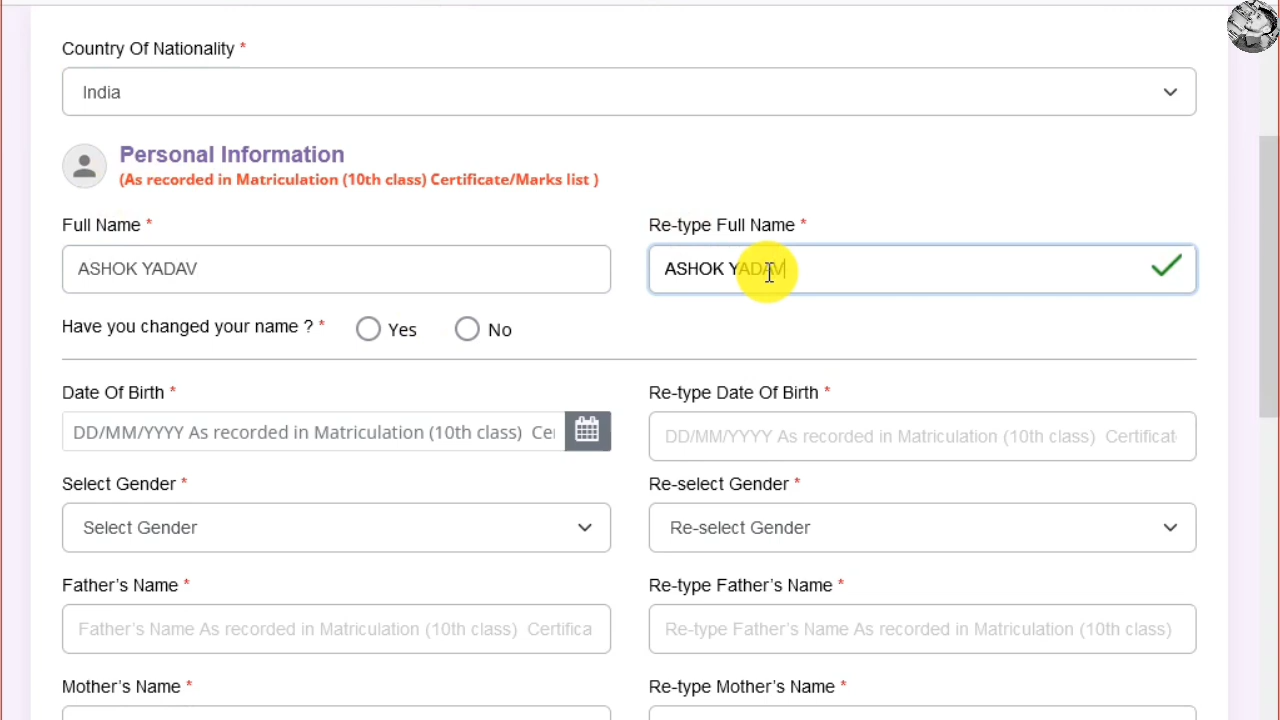 Country Of Nationality *
India
Personal Information
(As recorded in Matriculation (10th class) Certificate/Marks list )
Full Name *
Re-type Full Name *
ASHOK YADAV
ASHOK YADAV
Have you changed your name ? *
Yes
No
Date Of Birth *
Re-type Date Of Birth *
DD/MM/YYYY As recorded in Matriculation (10th class) Cer
DD/MM/YYYY As recorded in Matriculation (10th class) Certificat
Select Gender *
Re-select Gender *
Select Gender
Re-select Gender
Father's Name *
Re-type Father's Name *
Father's Name As recorded in Matriculation (10th class) Certifica
Re-type Father's Name As recorded in Matriculation (10th class)
Mother's Name *
Re-type Mother's Name *